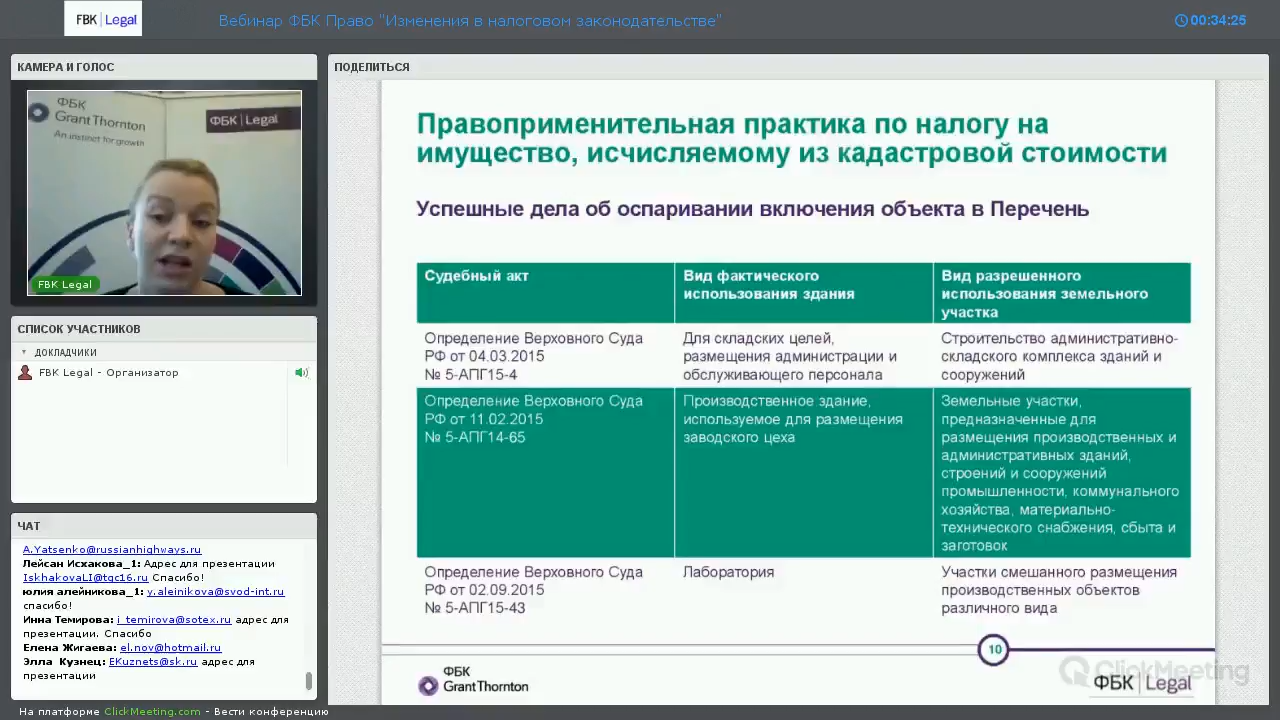 FBK Legal
Вебинар ФБК Право "Изменения в налоговом законодательстве"
00:34:25
КАМЕРА И ГОЛОС
ФБК
Grant Thornton
An instinct for growth
ФБК Legal
FBK Legal
СПИСОК УЧАСТНИКОВ
ДОКЛАДЧИКИ
FBK Legal - Организатор
ЧАТ
A.Yatsenko@russianhighways.ru
Лейсан Исхакова_1: Адрес для презентации
IskhakovaLI@tgc16.ru Спасибо!
юлия алейникова_1: y.aleinikova@svod-int.ru
спасибо!
Инна Темирова: i_temirova@sotex.ru адрес для
презентации. Спасибо
Елена Жигаева: el.nov@hotmail.ru
Элла Кузнец: EKuznets@sk.ru адрес для
презентации
На платформе ClickMeeting.com - Вести конференцию
ПОДЕЛИТЬСЯ
Правоприменительная практика по налогу на
имущество, исчисляемому из кадастровой стоимости
Успешные дела об оспаривании включения объекта в Перечень
Судебный акт
Вид фактического
использования здания
Вид разрешенного
использования земельного
участка
Определение Верховного Суда
РФ от 04.03.2015
№ 5-АПГ15-4
Для складских целей,
размещения администрации и
обслуживающего персонала
Строительство административно-
складского комплекса зданий и
сооружений
Определение Верховного Суда
РФ от 11.02.2015
№ 5-АПГ14-65
Производственное здание,
используемое для размещения
заводского цеха
Земельные участки,
предназначенные для
размещения производственных и
административных зданий,
строений и сооружений
промышленности, коммунального
хозяйства, материально-
технического снабжения, сбыта и
заготовок
Определение Верховного Суда
РФ от 02.09.2015
№ 5-АПГ15-43
Лаборатория
Участки смешанного размещения
производственных объектов
различного вида
10
ФБК
Grant Thornton
ClickMeeting
ФБК Legal